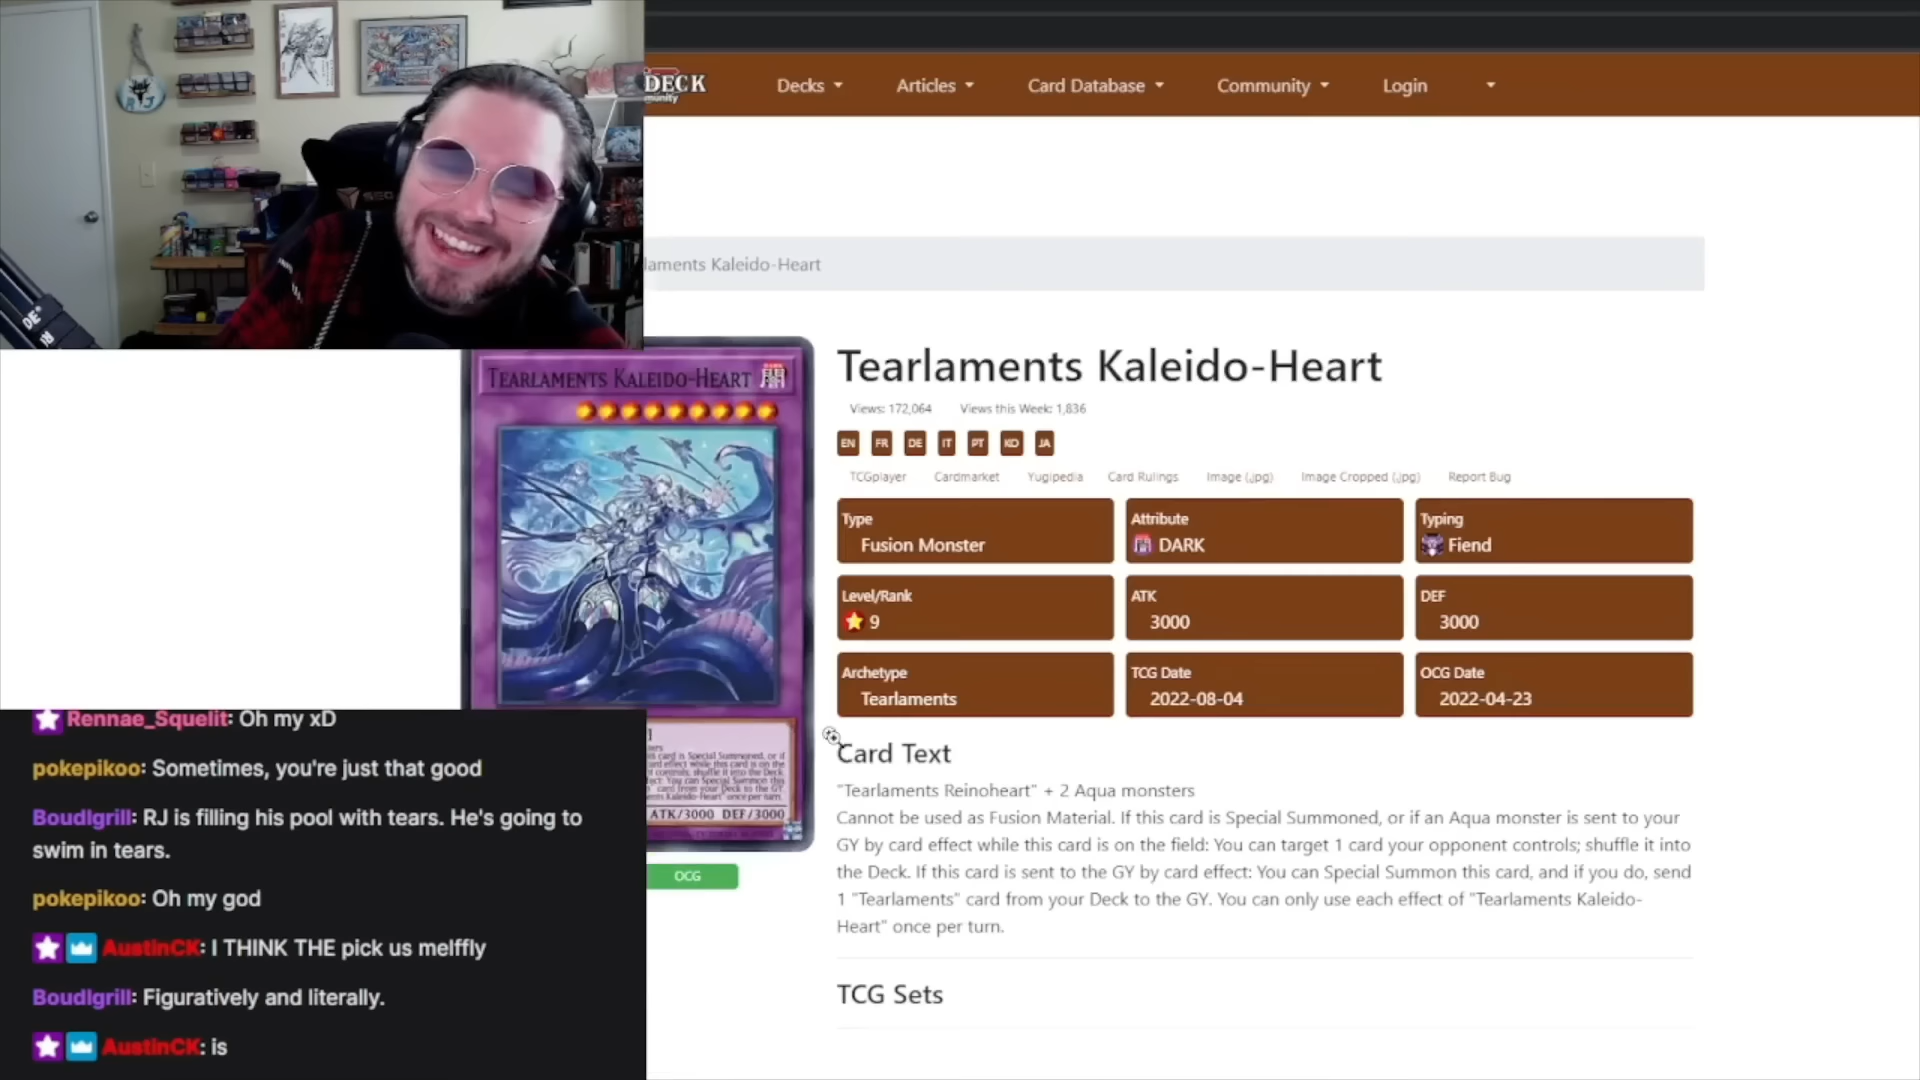 DECK
Decks
Articles
Card Database
Community
Login
laments Kaleido-Heart
TEARLAMENTS KALEIDO-HEART
Tearlaments Kaleido-Heart
Views: 172,064
Views this Week: 1,836
EN
FR
DE
IT
PT
KO
JA
TCGplayer
Cardmarket
Yugipedia
Card Rulings
Image (.jpg)
Image Cropped (.jpg)
Report Bug
Type
Fusion Monster
Attribute
DARK
Typing
Fiend
Level/Rank
9
ATK
3000
DEF
3000
Archetype
Tearlaments
TCG Date
2022-08-04
OCG Date
2022-04-23
ATK/3000 DEF/3000
OCG
Card Text
"Tearlaments Reinoheart" + 2 Aqua monsters
Cannot be used as Fusion Material. If this card is Special Summoned, or if an Aqua monster is sent to your
GY by card effect while this card is on the field: You can target 1 card your opponent controls; shuffle it into
the Deck. If this card is sent to the GY by card effect: You can Special Summon this card, and if you do, send
1 "Tearlaments" card from your Deck to the GY. You can only use each effect of "Tearlaments Kaleido-
Heart" once per turn.
TCG Sets
Rennae_Squelit: Oh my xD
pokepikoo: Sometimes, you're just that good
Boudlgrill: RJ is filling his pool with tears. He's going to
swim in tears.
pokepikoo: Oh my god
AustinCK: I THINK THE pick us melffly
Boudlgrill: Figuratively and literally.
AustinCK: is